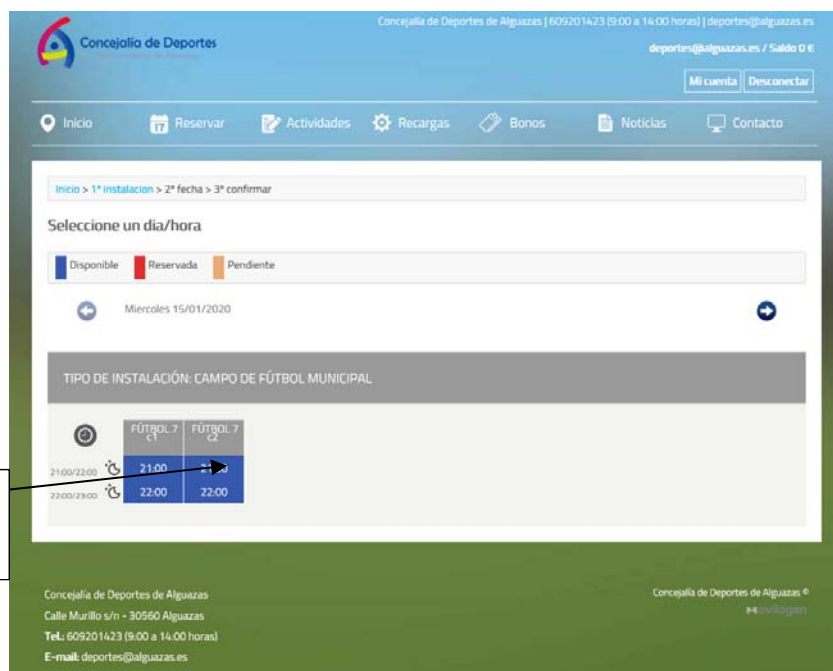 Concejalía de Deportes de Alguazas | 609201423 (9:00 a 14:00 horas) | deportes@alguazas.es
Concejalía de Deportes
deportes@alguazas.es / Saldo 0 €
Mi cuenta Desconectar
Inicio 17 Reservar Actividades Recargas Bonos Noticias Contacto
Inicio > 1ª instalacion > 2ª fecha > 3ª confirmar
Seleccione un dia/hora
Disponible Reservada Pendiente
Miercoles 15/01/2020
TIPO DE INSTALACIÓN: CAMPO DE FÚTBOL MUNICIPAL
FÚTBOL 7 FÚTBOL 7
c1 c2
21:00/22:00 21:00 21:00
22:00/23:00 22:00 22:00
Concejalía de Deportes de Alguazas
Concejalía de Deportes de Alguazas ©
Calle Murillo s/n - 30560 Alguazas
Movilogan
Tel.: 609201423 (9:00 a 14:00 horas)
E-mail: deportes@alguazas.es